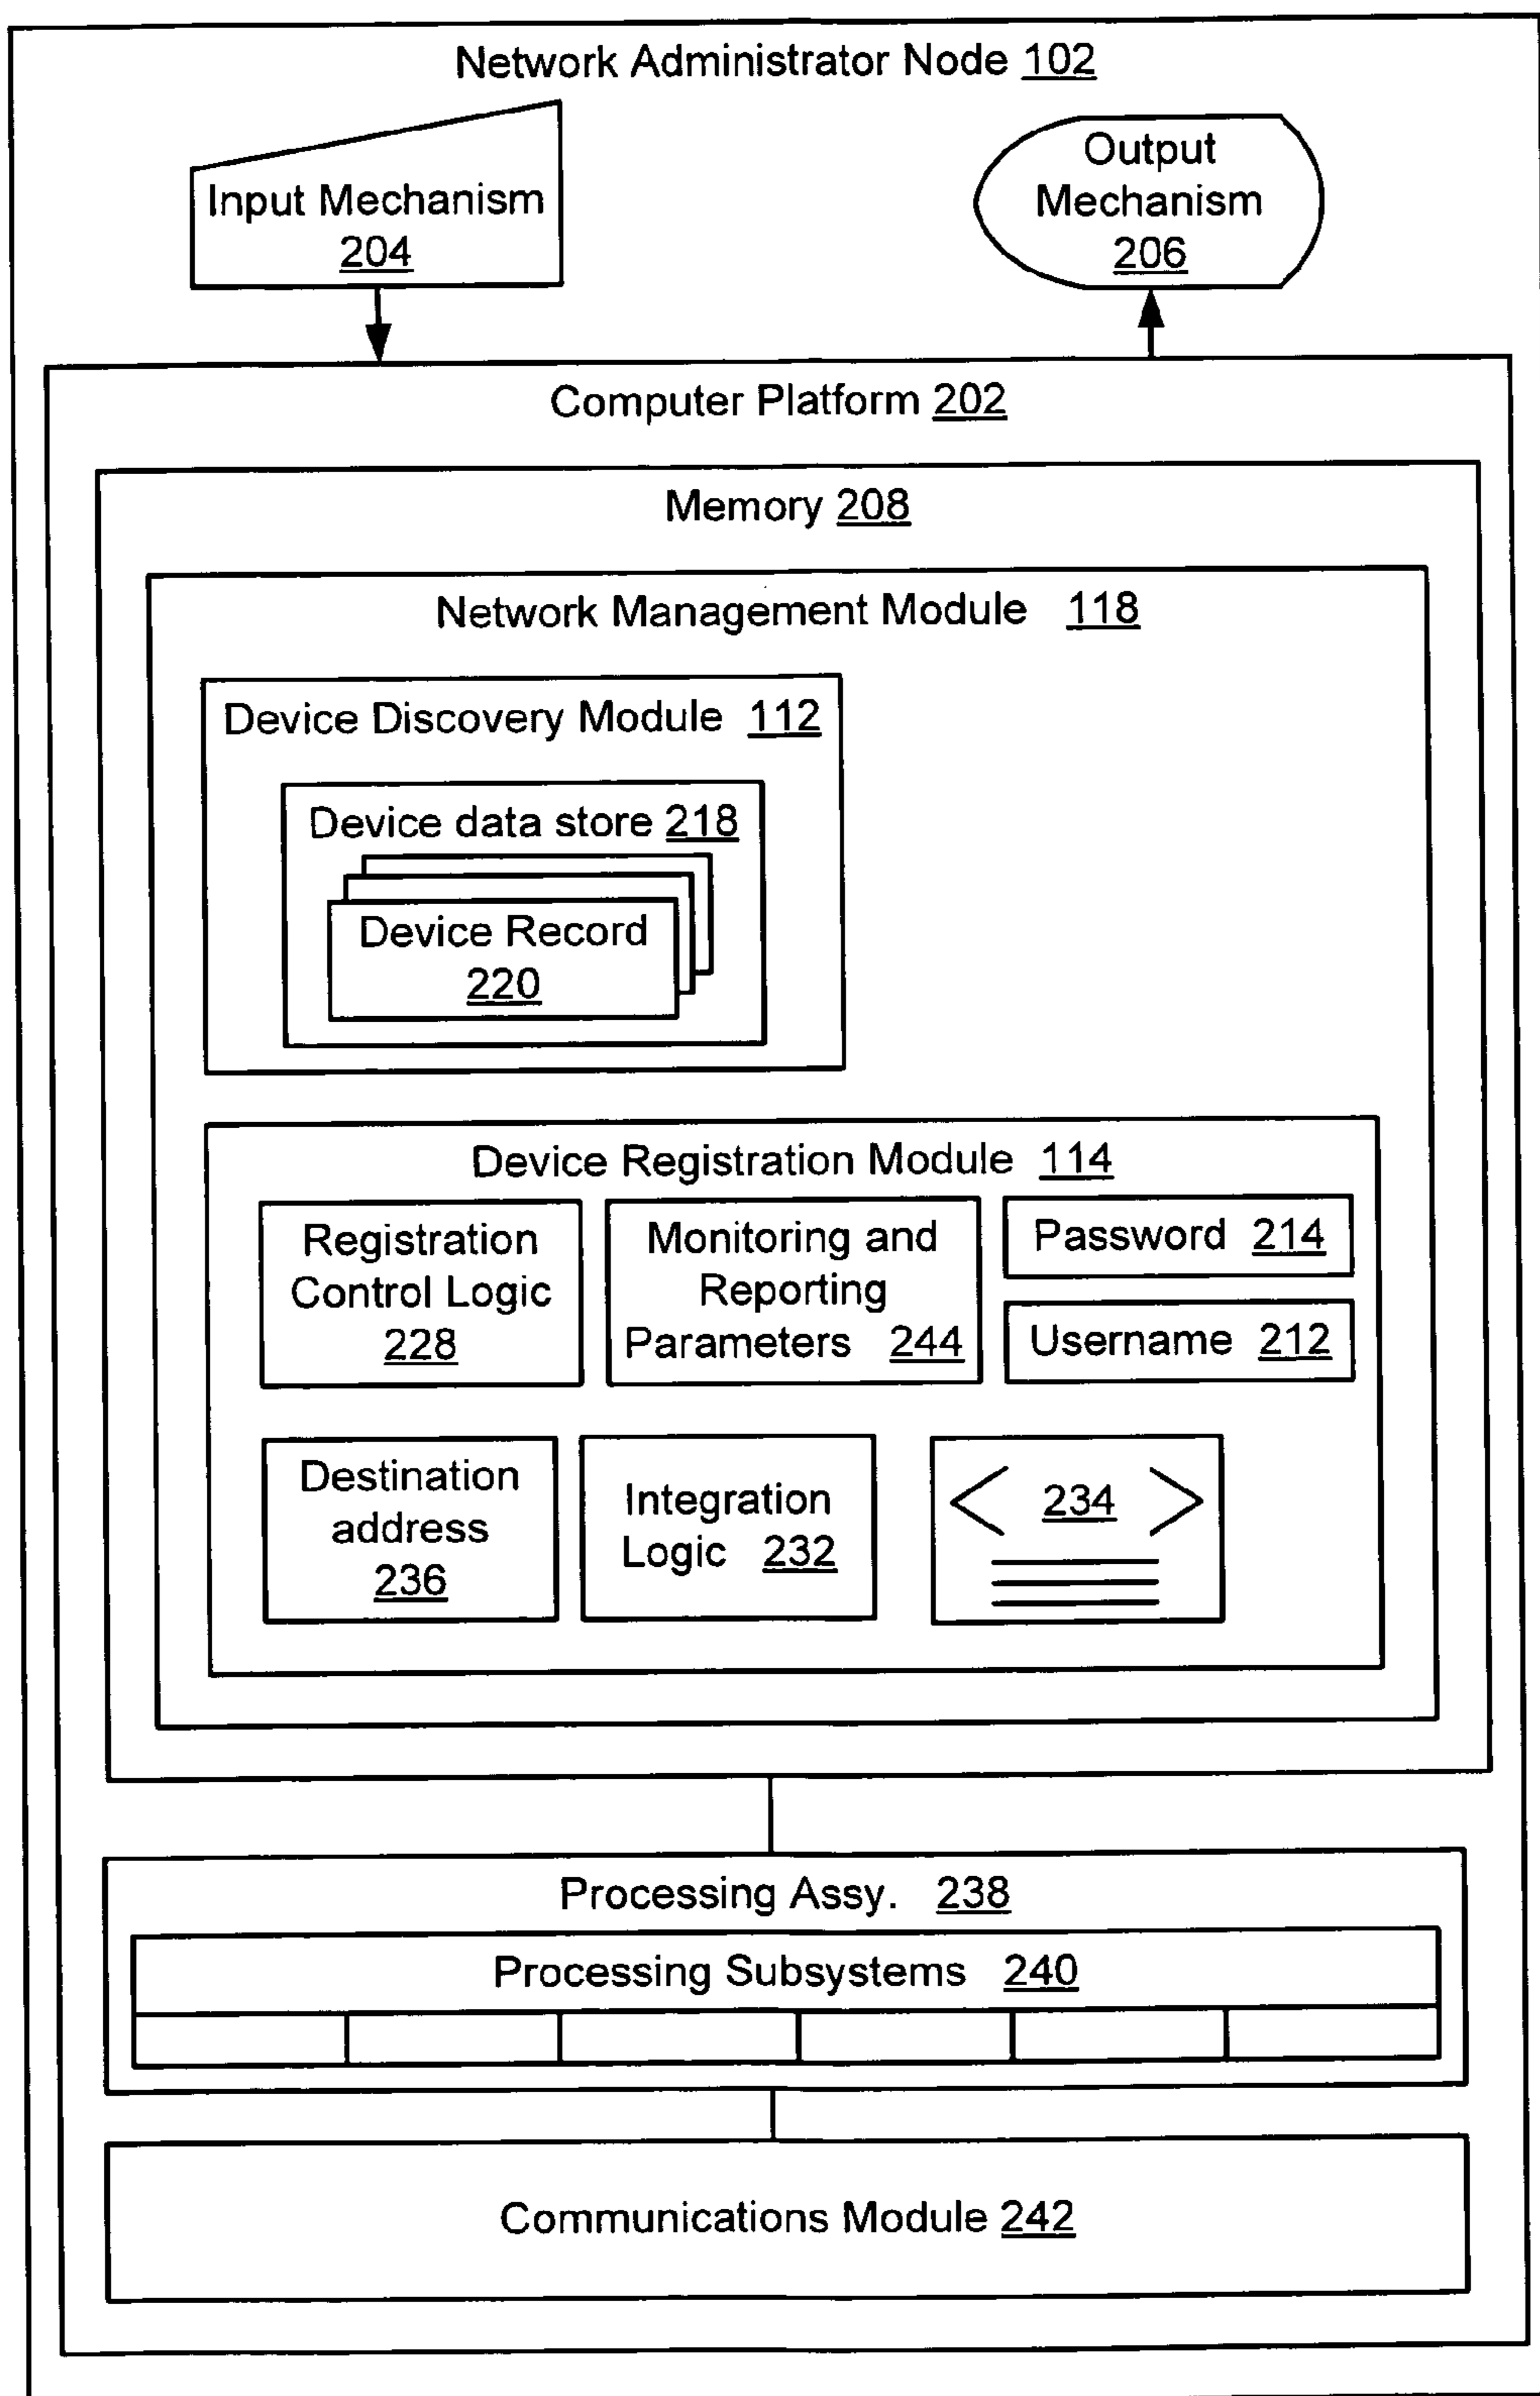 Network Administrator Node 102
Input Mechanism
204
Output
Mechanism
206
Computer Platform 202
Memory 208
Network Management Module 118
Device Discovery Module 112
Device data store 218
Device Record
220
Device Registration Module 114
Registration
Control Logic
228
Monitoring and
Reporting
Parameters 244
Password 214
Username 212
Destination
address
236
Integration
Logic 232
< 234 >
Processing Assy. 238
Processing Subsystems 240
Communications Module 242